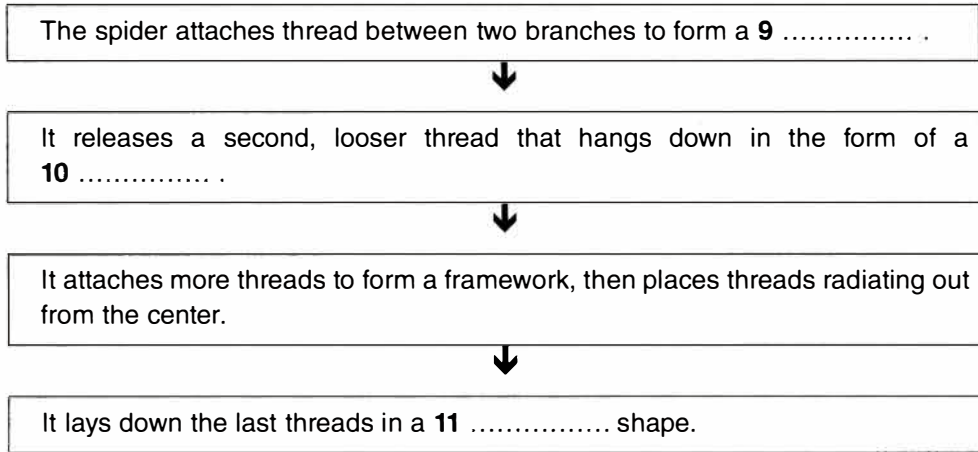 The spider attaches thread between two branches to form a 9 ............... .
It releases a second, looser thread that hangs down in the form of a
10 ............... .
It attaches more threads to form a framework, then places threads radiating out
from the center.
It lays down the last threads in a 11 ................ shape.